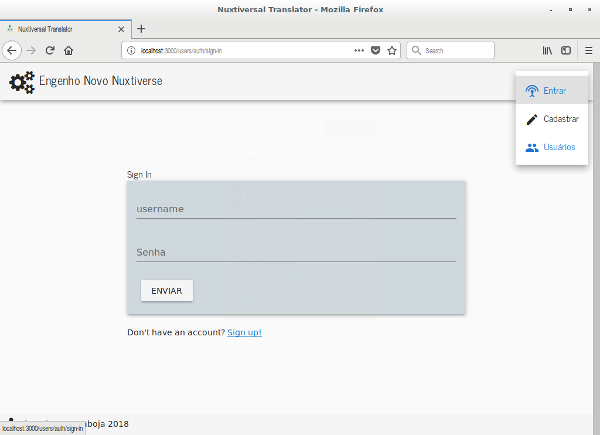 Nuxtiversal Translator - Mozilla Firefox
Nuxtiversal Translator
localhost:3000/users/auth/sign-in
Search
Engenho Novo Nuxtiverse
Entrar
Cadastrar
Usuários
Sign In
username
Senha
ENVIAR
Don't have an account? Sign up!
aboja 2018
localhost:3000/users/auth/sign-in